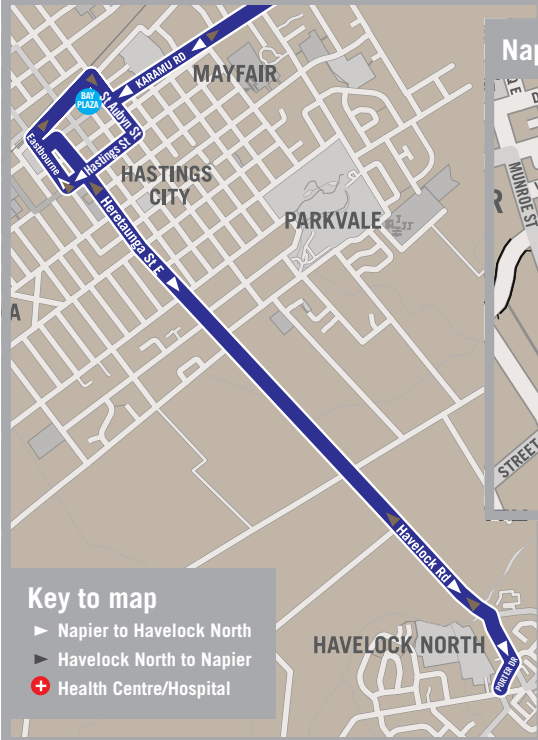 KARAMU RD
MAYFAIR
BAY
PLAZA
St Aubyn St
Eastbourne
Hastings St
HASTINGS
CITY
Heretaunga St E
PARKVALE
Havelock Rd
HAVELOCK NORTH
PORTER DR
Nap
MUNROE ST
R
STREET
A
Key to map
Napier to Havelock North
Havelock North to Napier
Health Centre/Hospital